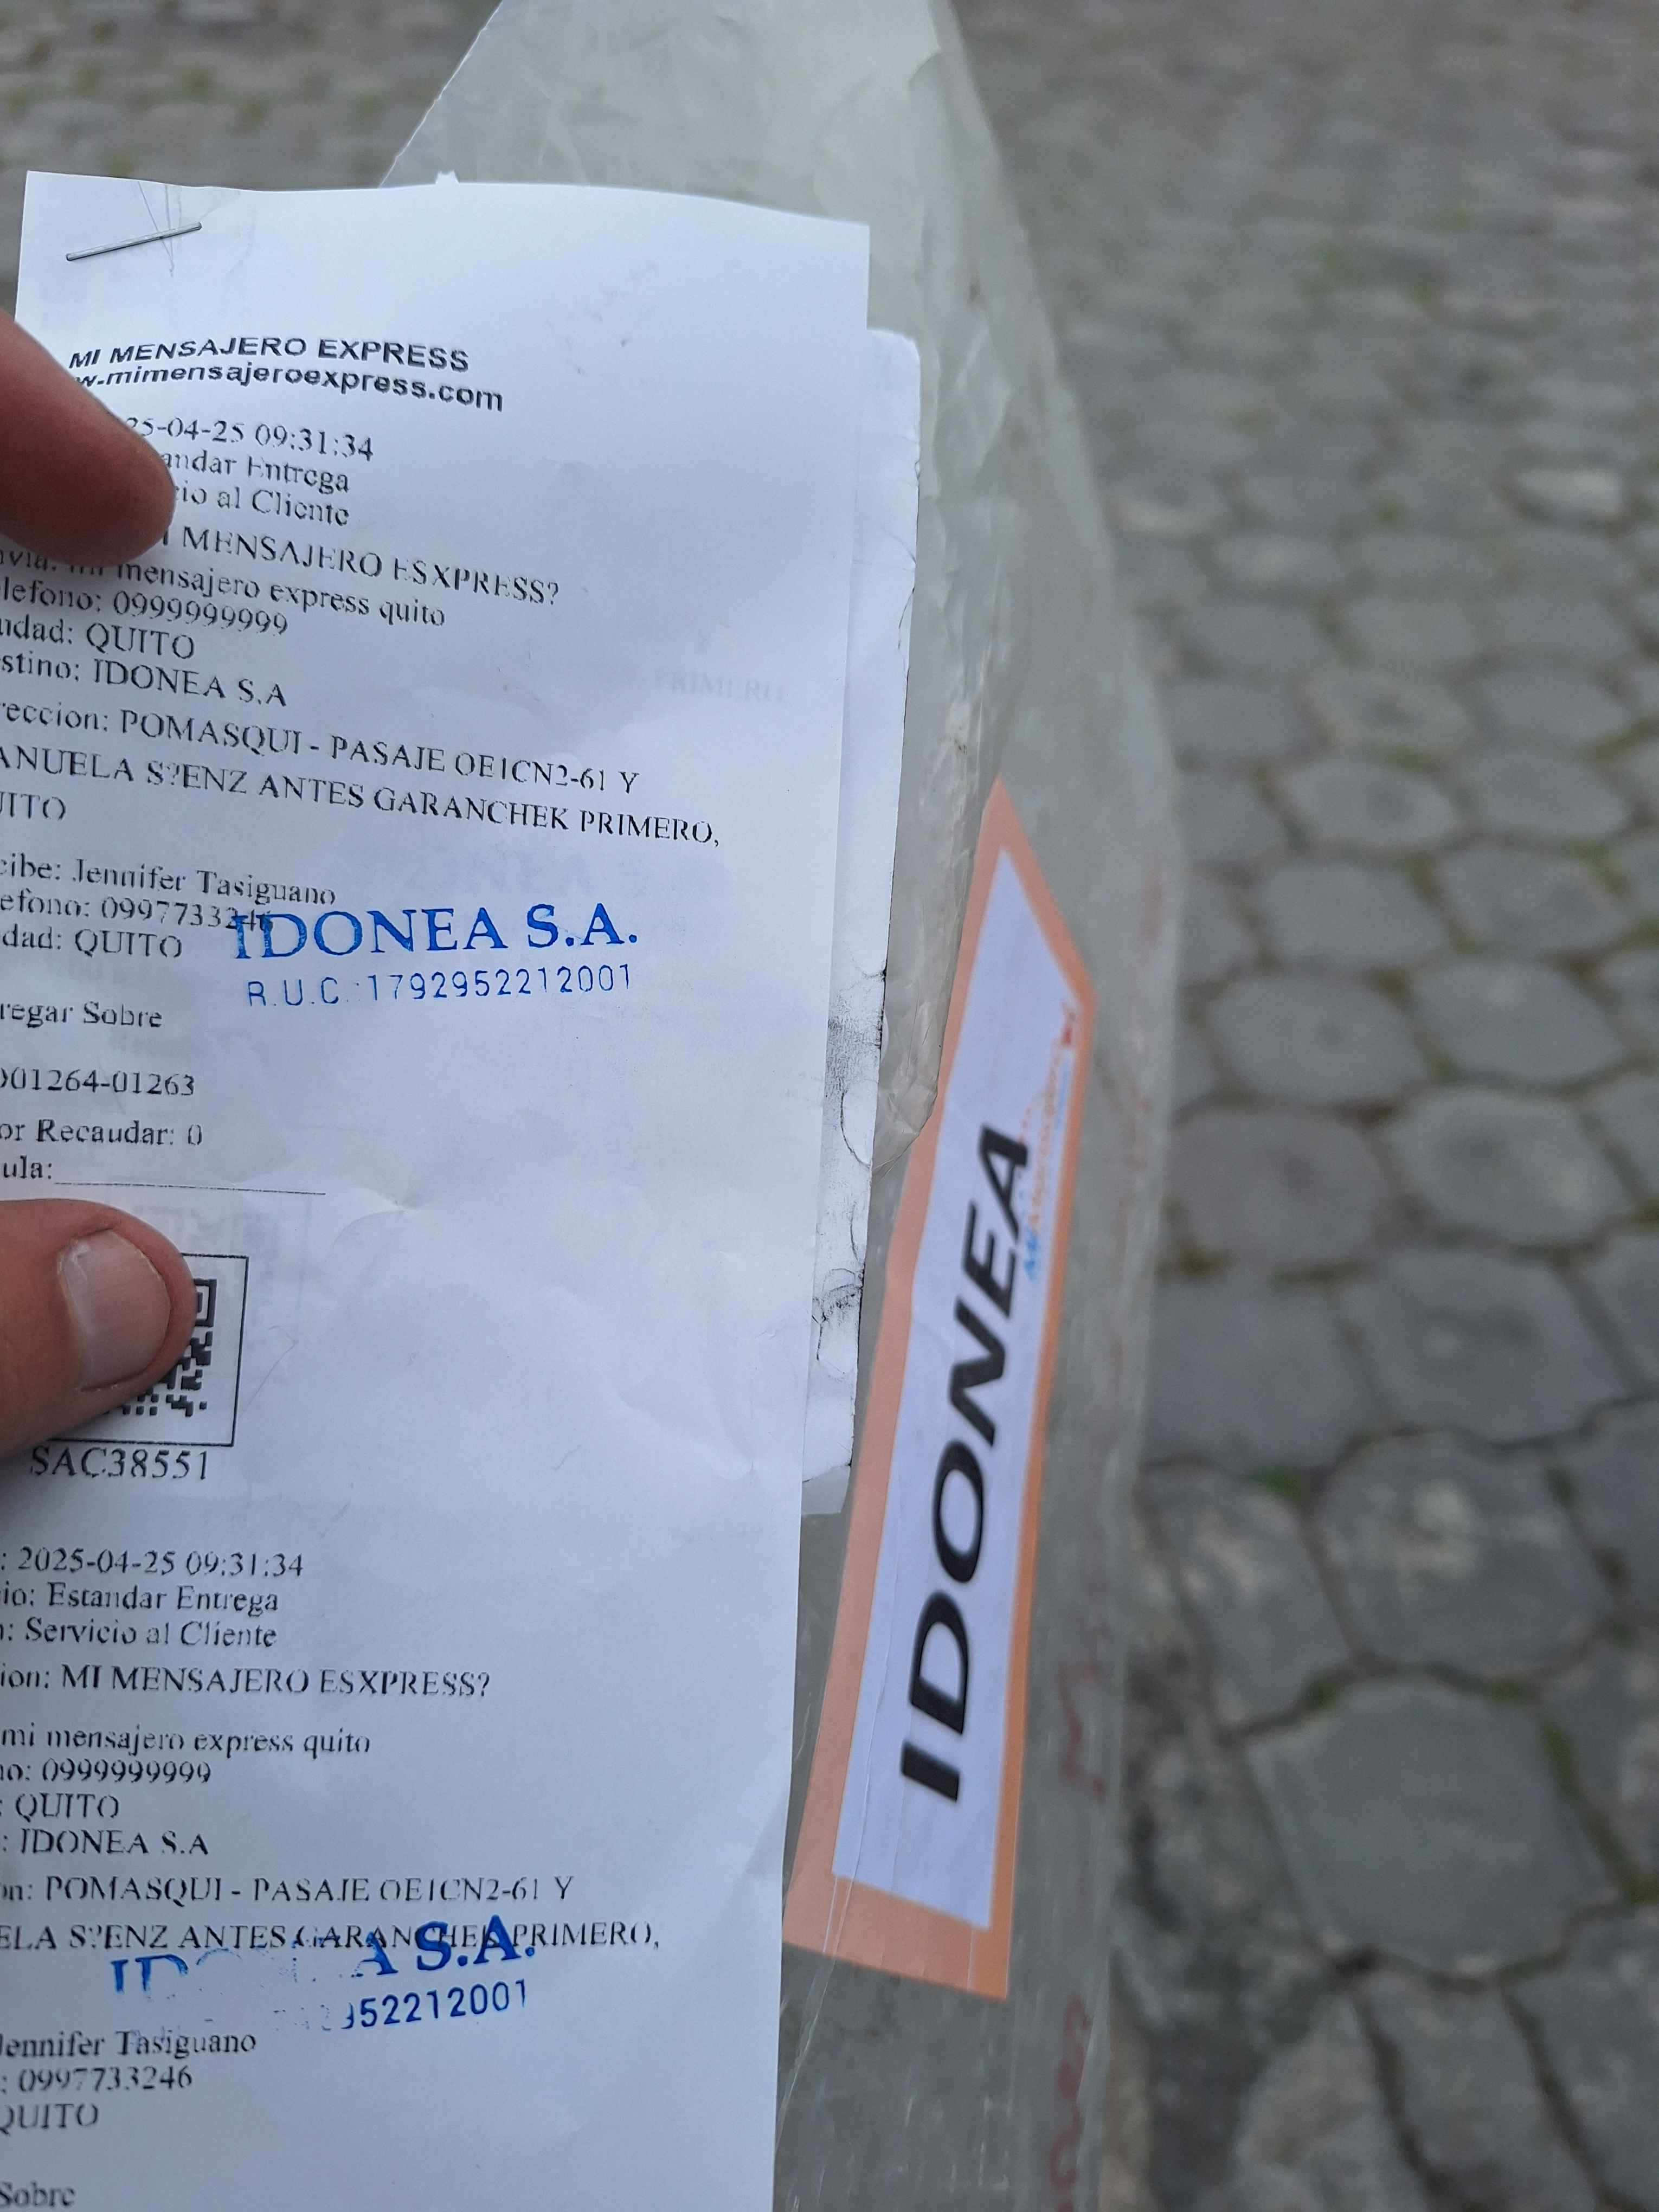 MI MENSAJERO EXPRESS
w.mimensajeroexpress.com
25-04-25 09:31:34
andar Entrega
cio al Cliente
MENSAJERO ESXPRESS?
nvia: mi mensajero express quito
lefono: 0999999999
udad: QUITO
stino: IDONEA S.A
reccion: POMASQUI - PASAJE OE1CN2-61 Y
ANUELA S?ENZ ANTES GARANCHEK PRIMERO,
UITO
cibe: Jennifer Tasiguano
efono: 0997733246
dad: QUITO
IDONEA S.A.
R.U.C.:1792952212001
regar Sobre
001264-01263
or Recaudar: 0
ula:
SAC38551
: 2025-04-25 09:31:34
io: Estandar Entrega
n: Servicio al Cliente
ion: MI MENSAJERO ESXPRESS?
mi mensajero express quito
no: 0999999999
: QUITO
: IDONEA S.A
on: POMASQUI - PASAJE OE1CN2-61 Y
ELA S?ENZ ANTES GARANCHEK PRIMERO,
A S.A.
952212001
Jennifer Tasiguano
: 0997733246
QUITO
Sobre
IDONEA